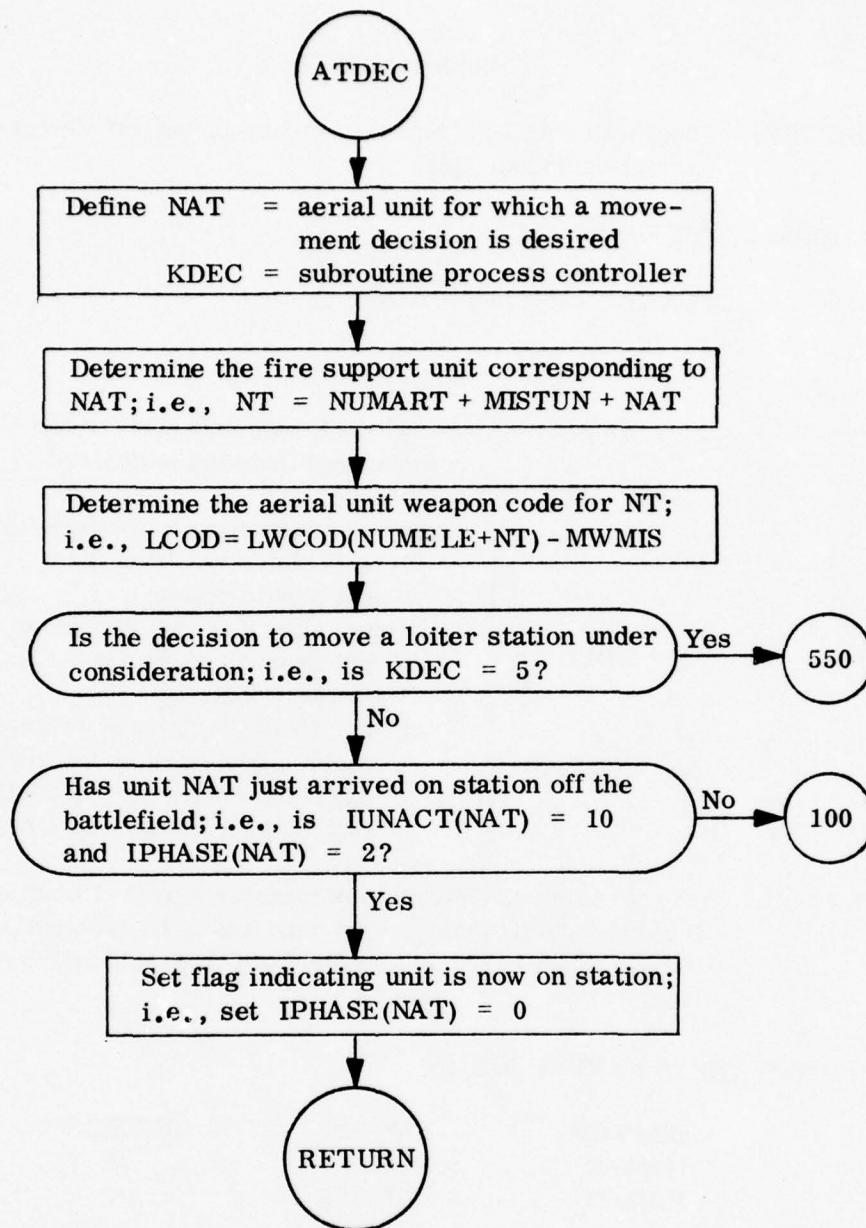 ATDEC
Define NAT = aerial unit for which a move-
ment decision is desired
KDEC = subroutine process controller
Determine the fire support unit corresponding to
NAT; i.e., NT = NUMART + MISTUN + NAT
Determine the aerial unit weapon code for NT;
i.e., LCOD = LWCOD(NUMELE+NT) - MWMIS
Is the decision to move a loiter station under
consideration; i.e., is KDEC = 5?
Yes
550
No
Has unit NAT just arrived on station off the
battlefield; i.e., is IUNACT(NAT) = 10
and IPHASE(NAT) = 2?
No
100
Yes
Set flag indicating unit is now on station;
i.e., set IPHASE(NAT) = 0
RETURN